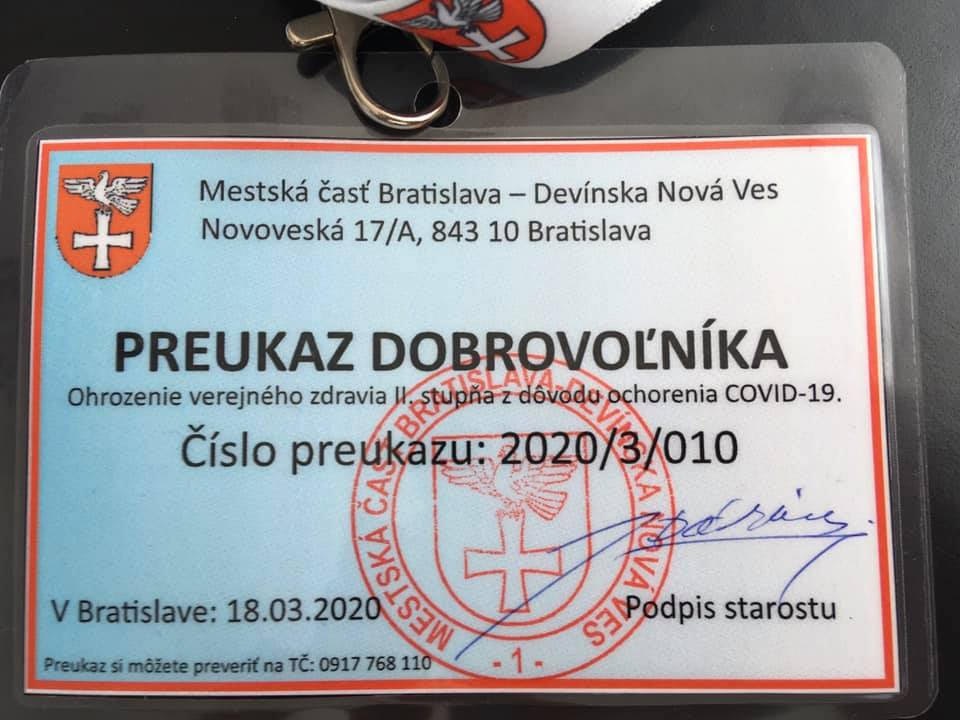 Mestská časť Bratislava – Devínska Nová Ves
Novoveská 17/A, 843 10 Bratislava
PREUKAZ DOBROVOĽNÍKA
Ohrozenie verejného zdravia II. stupňa z dôvodu ochorenia COVID-19.
Číslo preukazu: 2020/3/010
MESTSKÁ ČASŤ BRATISLAVA-DEVÍNSKA NOVÁ VES
- 1 -
V Bratislave: 18.03.2020
Podpis starostu
Preukaz si môžete preveriť na TČ: 0917 768 110